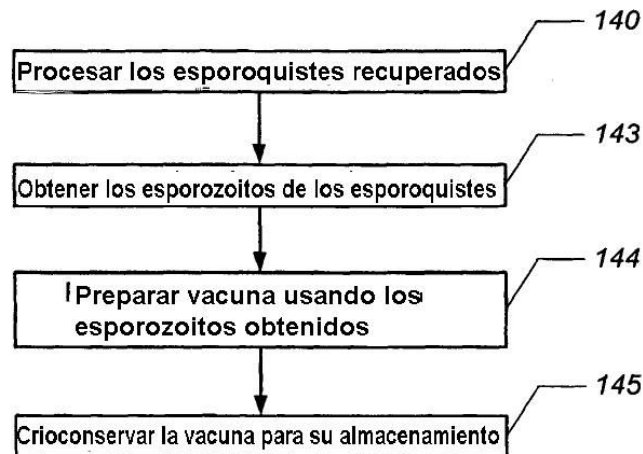 140
Procesar los esporoquistes recuperados
143
Obtener los esporozoitos de los esporoquistes
144
Preparar vacuna usando los
esporozoitos obtenidos
145
Crioconservar la vacuna para su almacenamiento